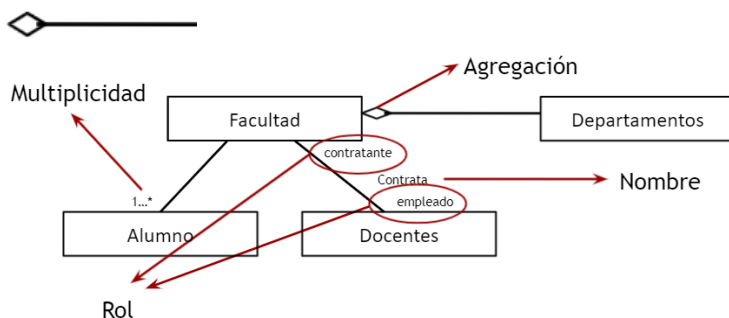 Agregación
Multiplicidad
Facultad
Departamentos
contratante
Contrata
Nombre
1...*
empleado
Alumno
Docentes
Rol